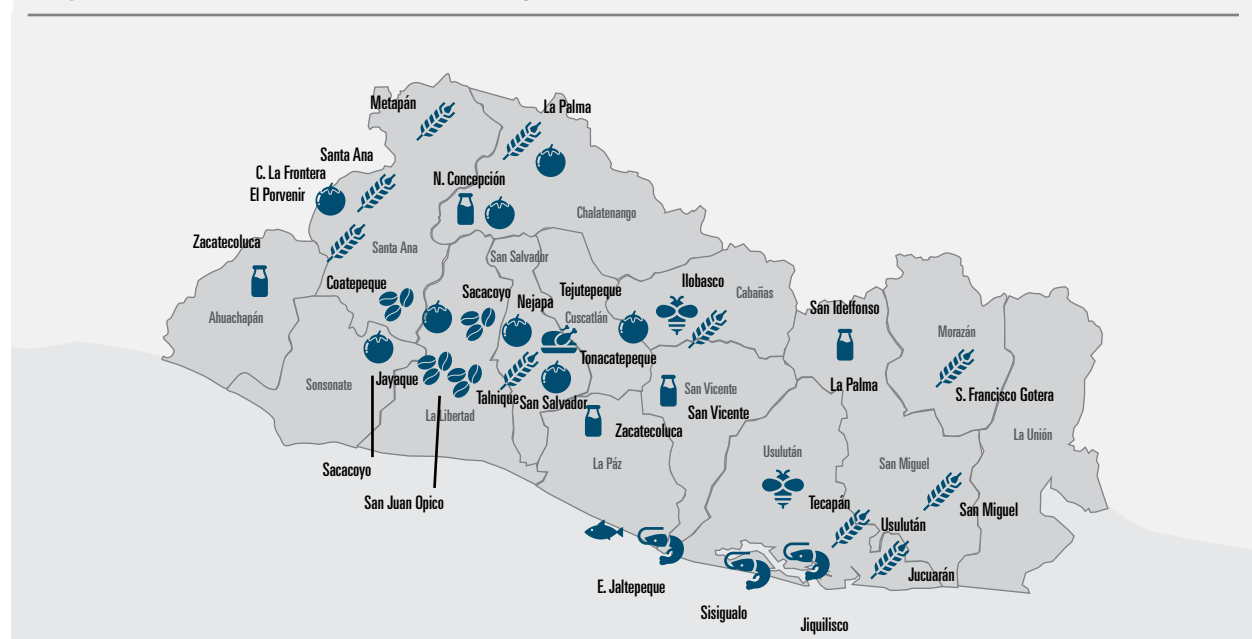 Metapán
La Palma
Santa Ana
C. La Frontera
El Porvenir
N. Concepción
Chalatenango
Zacatecoluca
Santa Ana
San Salvador
Coatepeque
Sacacoyo
Nejapa
Tejutepeque
Ilobasco
Cabañas
San Ideffonso
Ahuachapán
Cuscatlán
Morazán
Tonacatepeque
Sonsonate
Jayaque
Talnique
San Salvador
San Vicente
La Palma
S. Francisco Gotera
La Libertad
San Vicente
Zacatecoluca
La Unión
Sacacoyo
La Páz
Usulután
San Miguel
San Juan Opico
Tecapán
Usulután
San Miguel
E. Jaltepeque
Jucuarán
Sisigualo
Jiquilisco